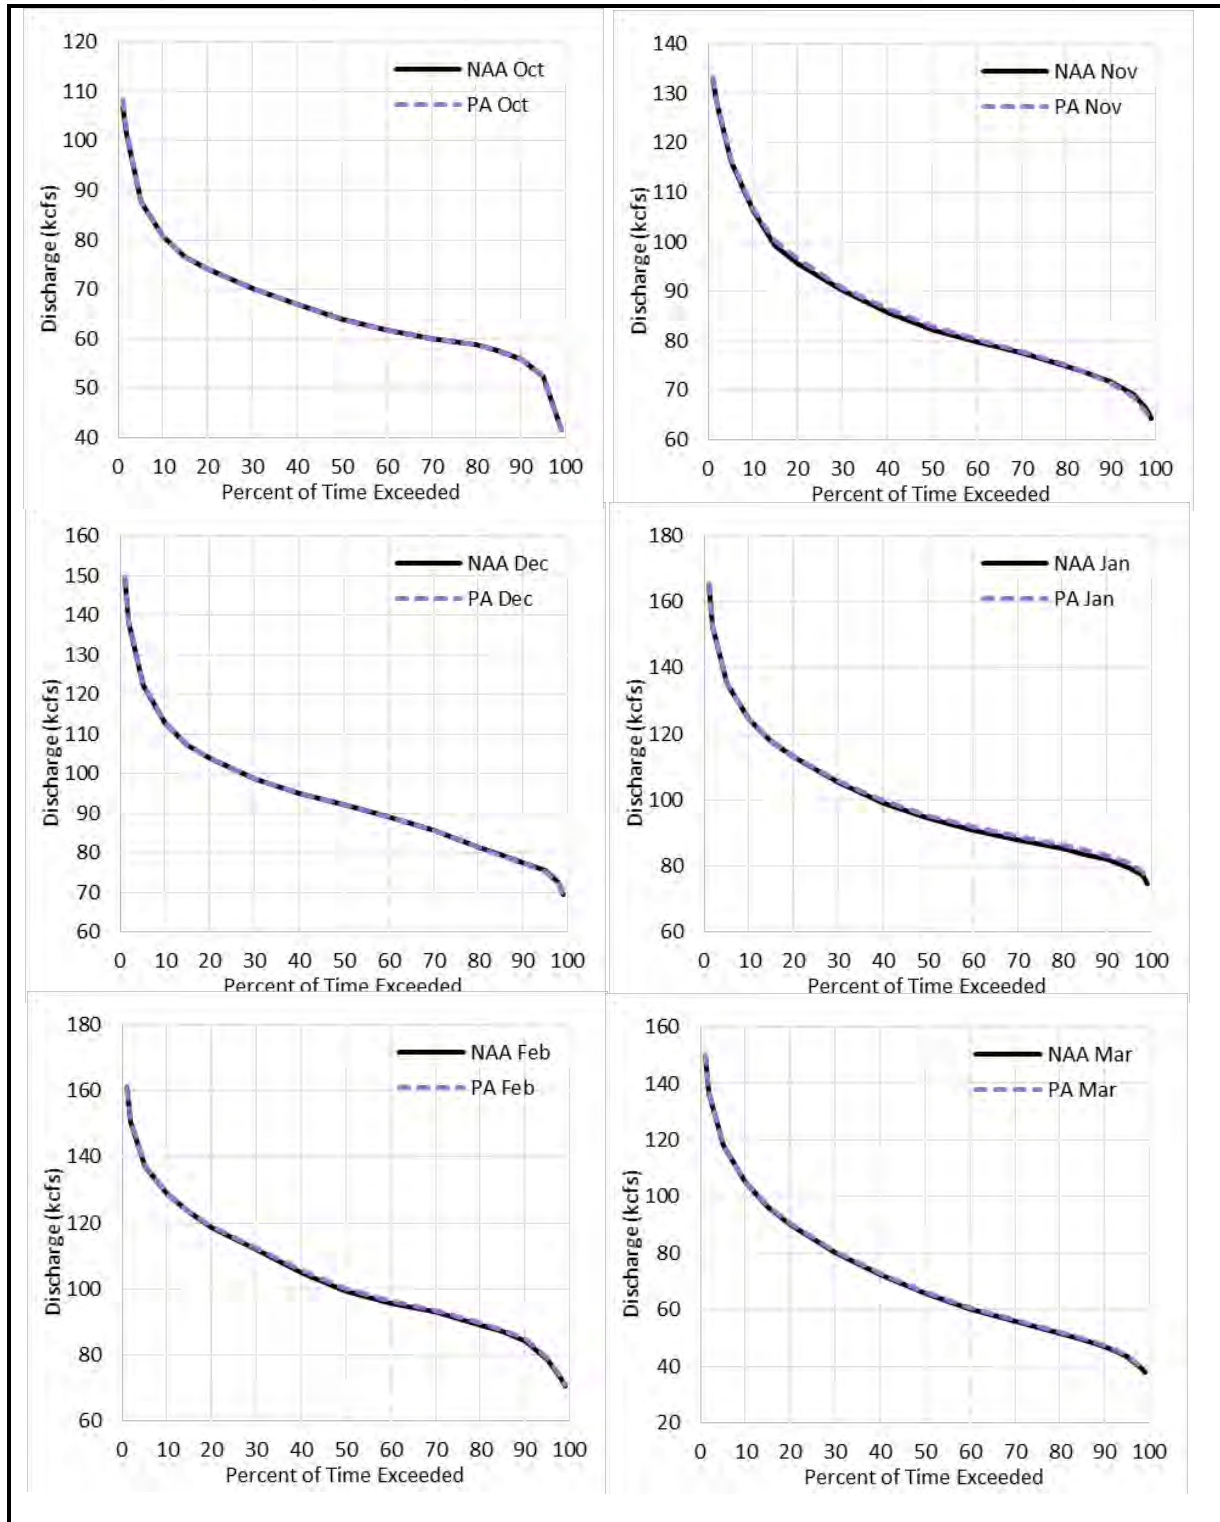 120
110
100
90
80
70
60
50
40
Discharge (kcfs)
NAA Oct
PA Oct
0 10 20 30 40 50 60 70 80 90 100
Percent of Time Exceeded
140
130
120
110
100
90
80
70
60
Discharge (kcfs)
NAA Nov
PA Nov
0 10 20 30 40 50 60 70 80 90 100
Percent of Time Exceeded
160
150
140
130
120
110
100
90
80
70
60
Discharge (kcfs)
NAA Dec
PA Dec
0 10 20 30 40 50 60 70 80 90 100
Percent of Time Exceeded
180
160
140
120
100
80
60
Discharge (kcfs)
NAA Jan
PA Jan
0 10 20 30 40 50 60 70 80 90 100
Percent of Time Exceeded
180
160
140
120
100
80
60
Discharge (kcfs)
NAA Feb
PA Feb
0 10 20 30 40 50 60 70 80 90 100
Percent of Time Exceeded
160
140
120
100
80
60
40
20
Discharge (kcfs)
NAA Mar
PA Mar
0 10 20 30 40 50 60 70 80 90 100
Percent of Time Exceeded